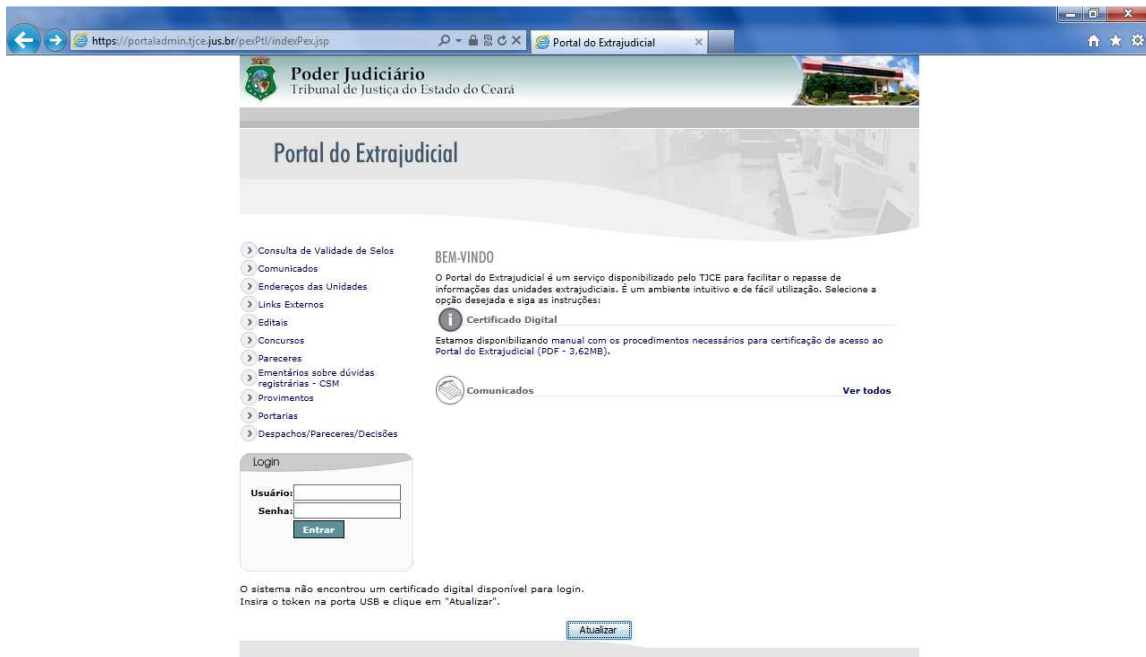 https://portaladmin.tjce.jus.br/pexPtl/indexPex.jsp
Portal do Extrajudicial
Poder Judiciário
Tribunal de Justiça do Estado do Ceará
Portal do Extrajudicial
Consulta de Validade de Selos
Comunicados
Endereços das Unidades
Links Externos
Editais
Concursos
Pareceres
Ementários sobre dúvidas
registrárias - CSM
Provimentos
Portarias
Despachos/Pareceres/Decisões
BEM-VINDO
O Portal do Extrajudicial é um serviço disponibilizado pelo TJCE para facilitar o repasse de
informações das unidades extrajudiciais. É um ambiente intuitivo e de fácil utilização. Selecione a
opção desejada e siga as instruções:
Certificado Digital
Estamos disponibilizando manual com os procedimentos necessários para certificação de acesso ao
Portal do Extrajudicial (PDF - 3,62MB).
Comunicados
Ver todos
Login
Usuário:
Senha:
Entrar
O sistema não encontrou um certificado digital disponível para login.
Insira o token na porta USB e clique em "Atualizar".
Atualizar